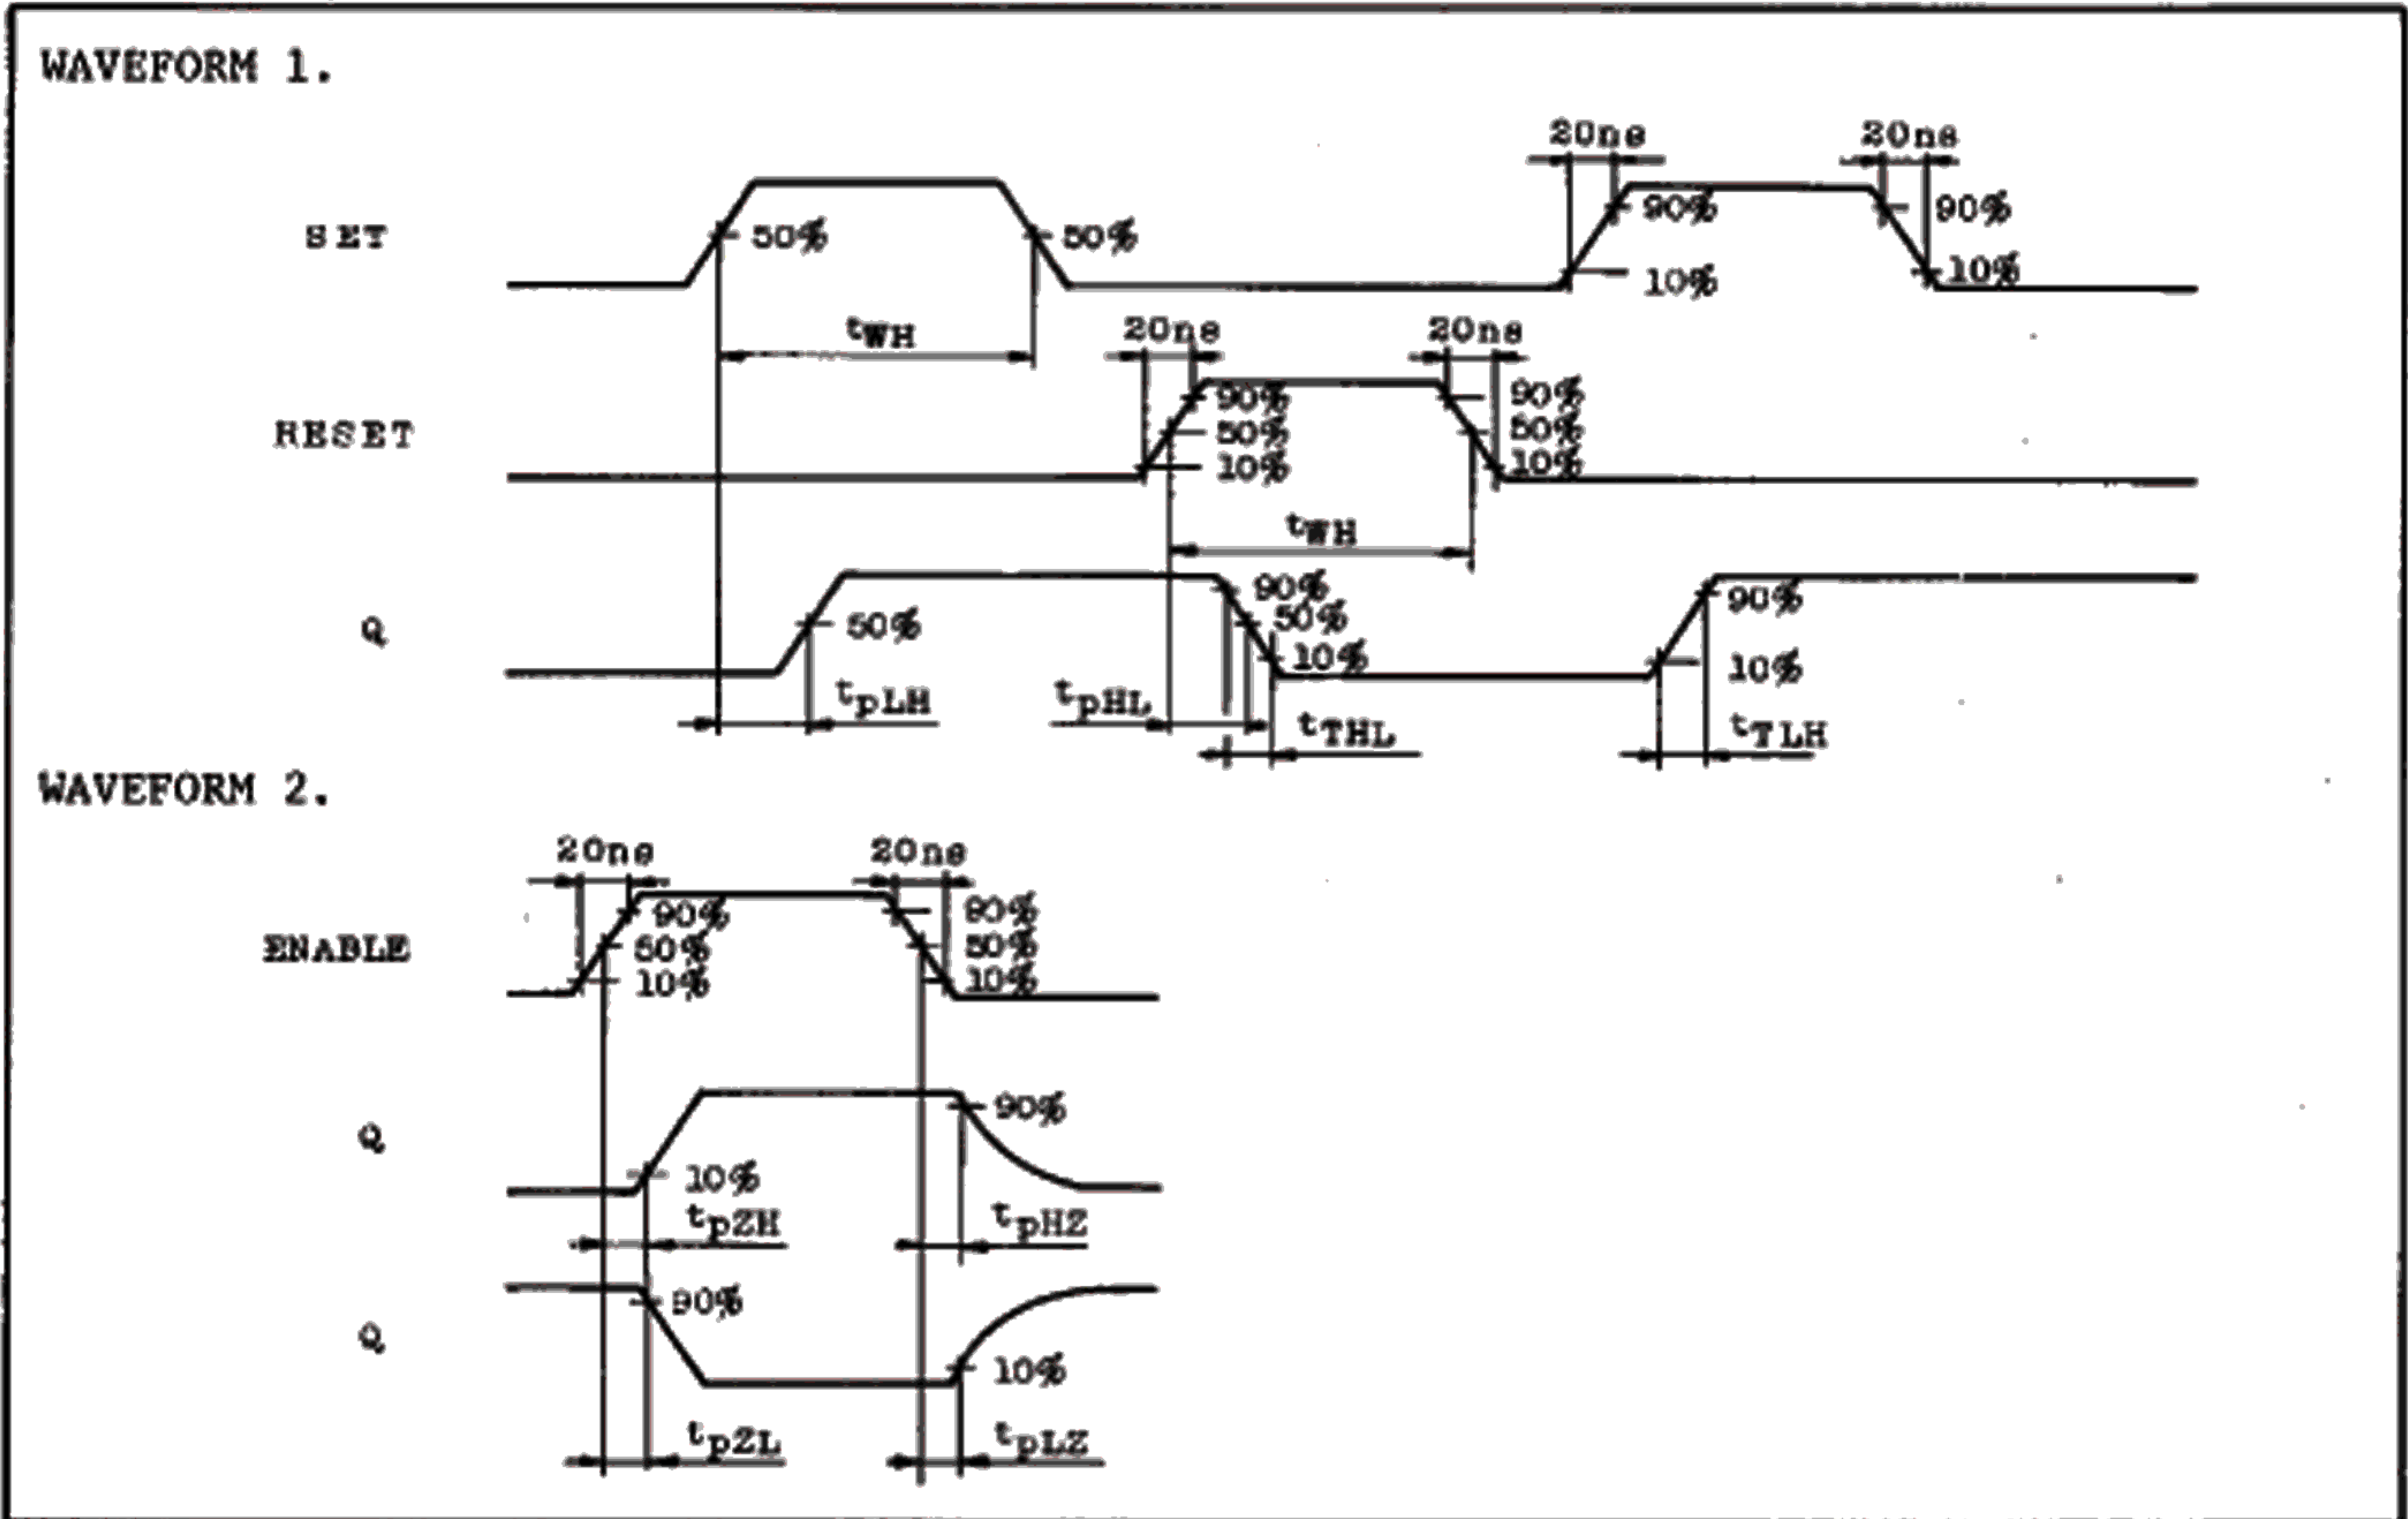 WAVEFORM 1.
20ns 20ns
SET 50% 50% 90% 90%
10% 10%
tWH 20ns 20ns
RESET 90% 90%
50% 50%
10% 10%
tWH
Q 50% 90% 90%
50%
10% 10%
tpLH tpHL tTHL tTLH
WAVEFORM 2.
20ns 20ns
ENABLE 90% 90%
50% 50%
10% 10%
Q 90%
10%
tpZH tpHZ
90%
Q 10%
tpZL tpLZ